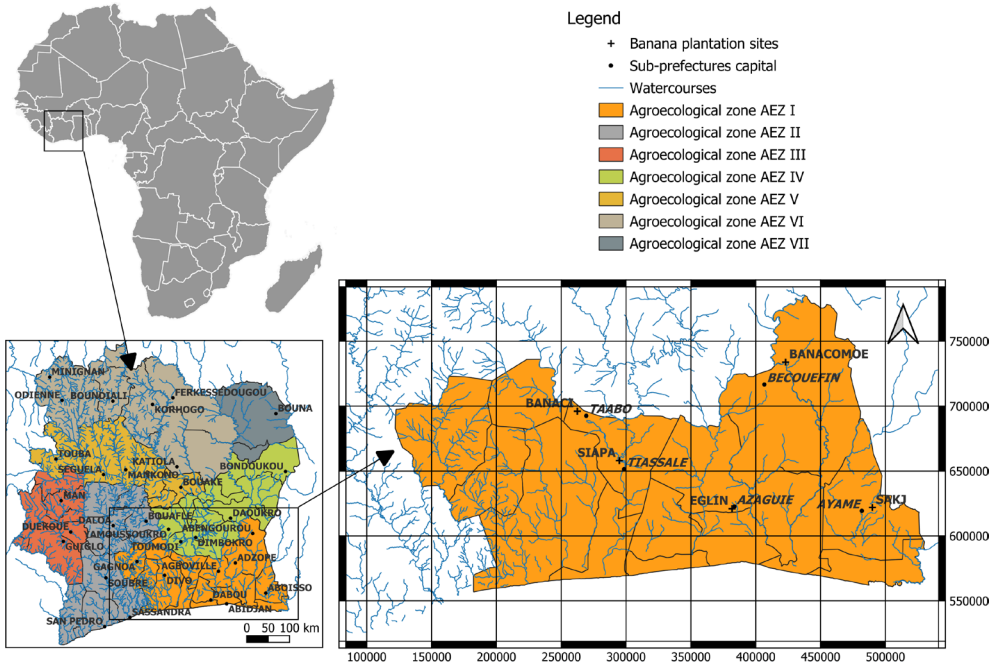 Legend
Banana plantation sites
Sub-prefectures capital
Watercourses
Agroecological zone AEZ I
Agroecological zone AEZ II
Agroecological zone AEZ III
Agroecological zone AEZ IV
Agroecological zone AEZ V
Agroecological zone AEZ VI
Agroecological zone AEZ VII
MINIGNAN
ODIENNE
BOUNDIALI
FERKESSEDOUGOU
KORHOGO
BOUNA
TOUBA
SEGUELA
KATIOLA
MANKONO
BONDOUKOU
BOUAKE
MAN
DALOA
BOUAFLE
DAOUKRO
DUEKOUE
YAMOUSSOUKRO
ABENGOUROU
GUIGLO
TOUMODI
DIMBOKRO
GAGNOA
AGBOVILLE
ADZOPE
SOUBRE
DIVO
ABOISSO
DABOU
SASSANDRA
ABIDJAN
SAN PEDRO
0 50 100 km
BANACOMOE
BECOUEFIN
BANACI
TAABO
SIAPA
TIASSALE
EGLIN
AZAGUIE
AYAME
SPKJ
750000
700000
650000
600000
550000
100000 150000 200000 250000 300000 350000 400000 450000 500000